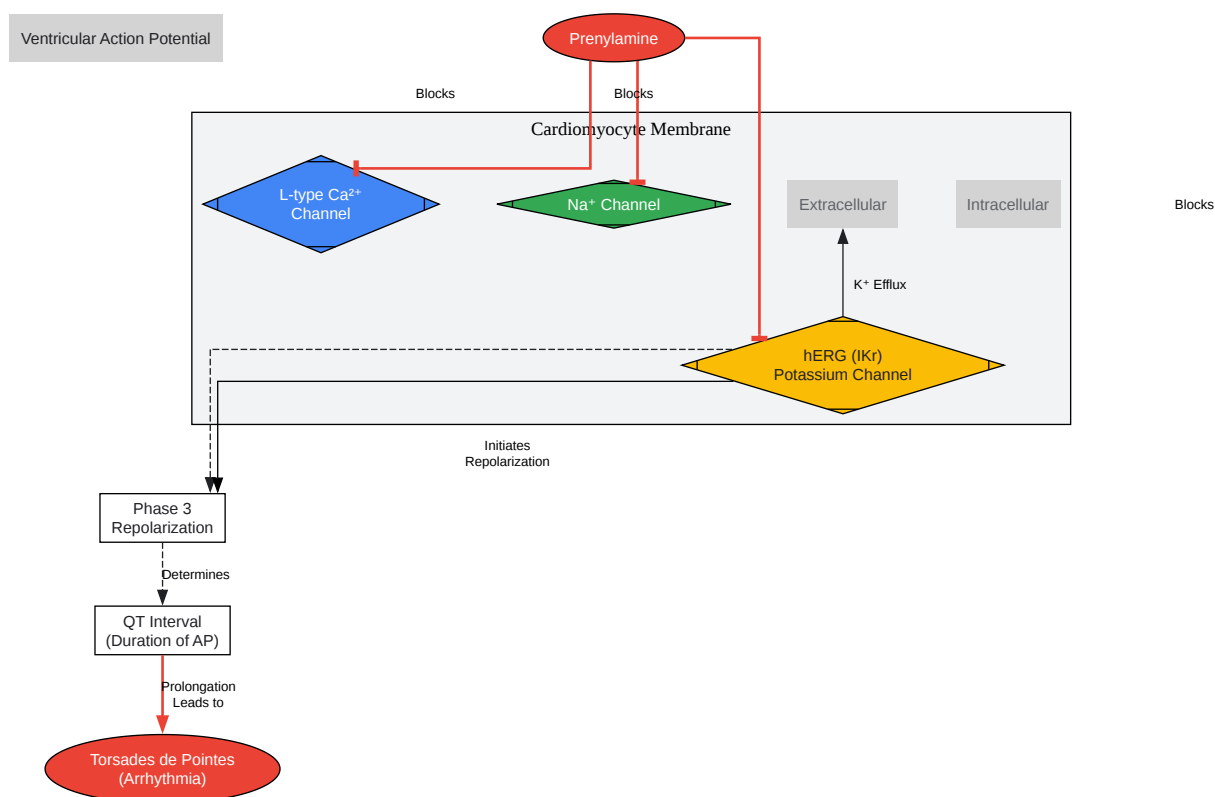 Ventricular Action Potential
Prenylamine
Blocks
Blocks
Cardiomyocyte Membrane
L-type Ca²⁺
Channel
Na⁺ Channel
Extracellular
Intracellular
Blocks
K⁺ Efflux
hERG (IKr)
Potassium Channel
Initiates
Repolarization
Phase 3
Repolarization
Determines
QT Interval
(Duration of AP)
Prolongation
Leads to
Torsades de Pointes
(Arrhythmia)